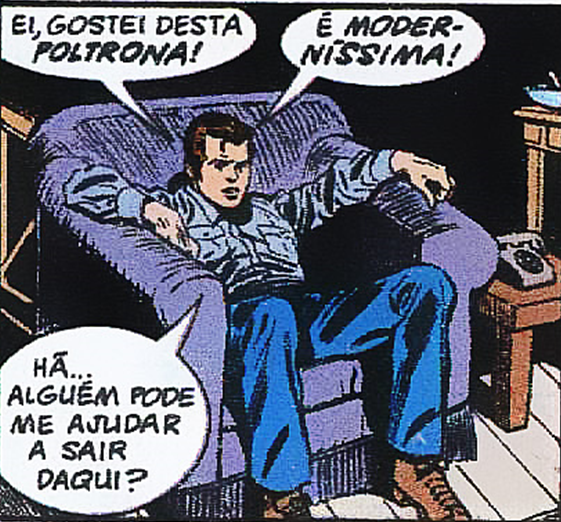 EI, GOSTEI DESTA
POLTRONA!
É MODER-
NÍSSIMA!
HÃ...
ALGUÉM PODE
ME AJUDAR
A SAIR
DAQUI?